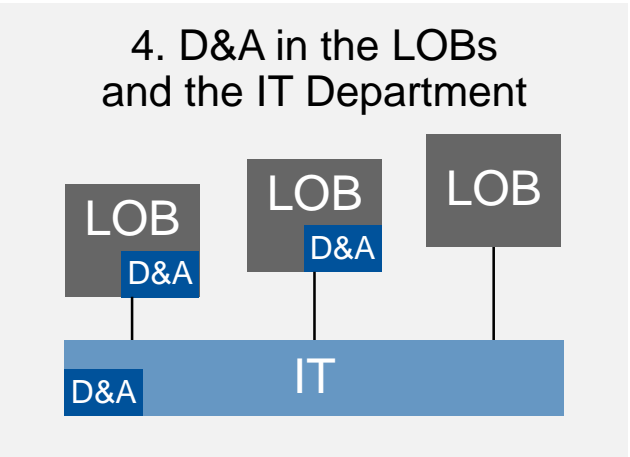 4. D&A in the LOBs
and the IT Department
LOB
D&A
LOB
D&A
LOB
IT
D&A